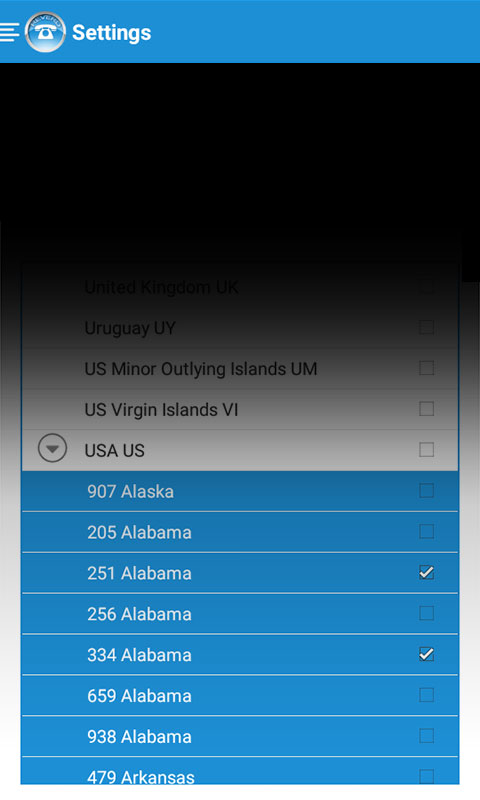 Settings
United Kingdom UK
Uruguay UY
US Minor Outlying Islands UM
US Virgin Islands VI
USA US
907 Alaska
205 Alabama
251 Alabama
256 Alabama
334 Alabama
659 Alabama
938 Alabama
479 Arkansas